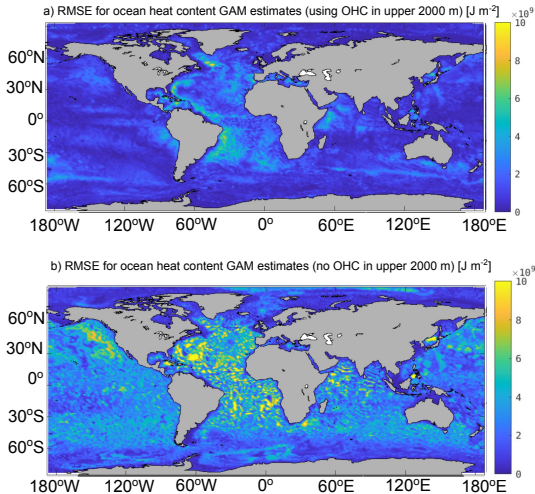 a) RMSE for ocean heat content GAM estimates (using OHC in upper 2000 m) [J m⁻²]
×10⁹
10
60ºN
8
30ºN
6
0º
4
30ºS
2
60ºS
0
180ºW 120ºW 60ºW 0º 60ºE 120ºE 180ºE
b) RMSE for ocean heat content GAM estimates (no OHC in upper 2000 m) [J m⁻²]
×10⁹
10
60ºN
8
30ºN
6
0º
4
30ºS
2
60ºS
0
180ºW 120ºW 60ºW 0º 60ºE 120ºE 180ºE